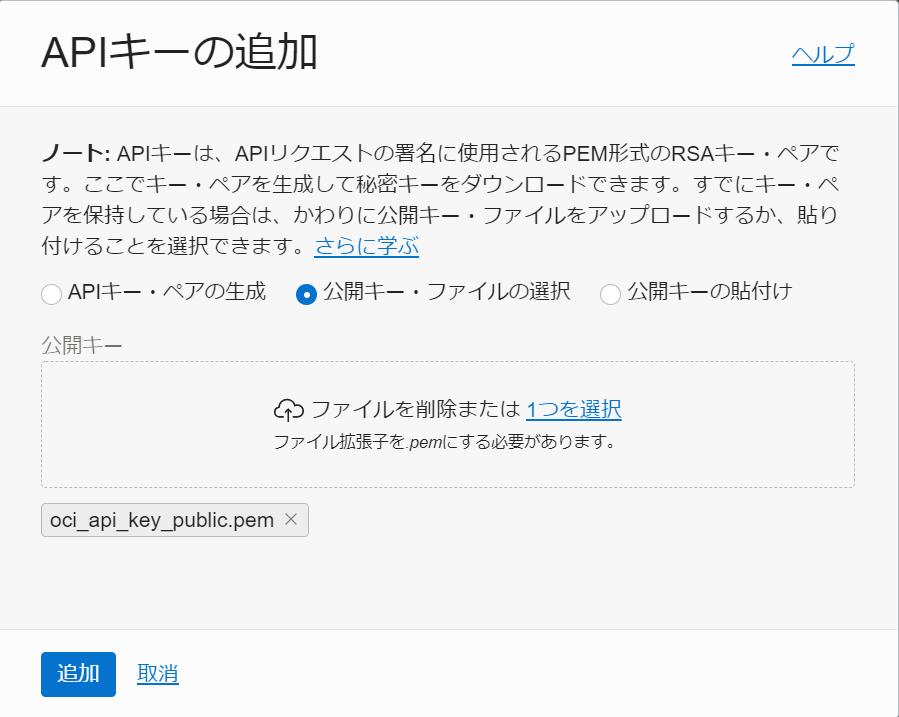 APIキーの追加
ヘルプ
ノート: APIキーは、APIリクエストの署名に使用されるPEM形式のRSAキー・ペアで
す。ここでキー・ペアを生成して秘密キーをダウンロードできます。すでにキー・ペ
アを保持している場合は、かわりに公開キー・ファイルをアップロードするか、貼り
付けることを選択できます。さらに学ぶ
APIキー・ペアの生成 公開キー・ファイルの選択 公開キーの貼付け
公開キー
ファイルを削除または 1つを選択
ファイル拡張子を.pemにする必要があります。
oci_api_key_public.pem ×
追加 取消